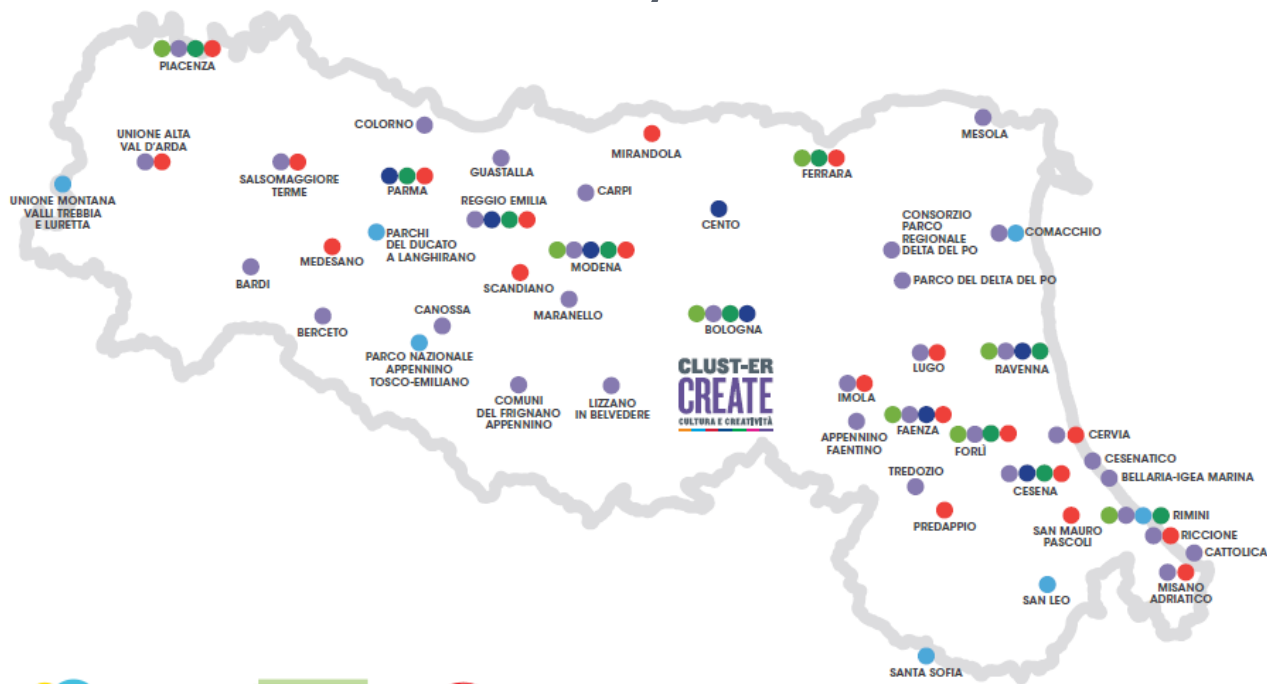 PIACENZA
COLORNO
MESOLA
UNIONE ALTA
VAL D'ARDA
MIRANDOLA
SALSOMAGGIORE
TERME
PARMA
GUASTALLA
FERRARA
UNIONE MONTANA
VALLI TREBBIA
E LURETTA
REGGIO EMILIA
CARPI
CENTO
CONSORZIO
PARCO
REGIONALE
DELTA DEL PO
COMACCHIO
PARCHI
DEL DUCATO
A LANGHIRANO
MEDESANO
MODENA
PARCO DEL DELTA DEL PO
BARDI
SCANDIANO
MARANELLO
CANOSSA
BERCETO
BOLOGNA
PARCO NAZIONALE
APPENNINO
TOSCO-EMILIANO
CLUST-ER
CREATE
CULTURA E CREATIVITÀ
LUGO
RAVENNA
COMUNI
DEL FRIGNANO
APPENNINO
LIZZANO
IN BELVEDERE
IMOLA
APPENNINO
FAENTINO
FAENZA
FORLÌ
CERVIA
CESENATICO
BELLARIA-IGEA MARINA
TREDOZIO
CESENA
PREDAPPIO
SAN MAURO
PASCOLI
RIMINI
RICCIONE
CATTOLICA
MISANO
ADRIATICO
SAN LEO
SANTA SOFIA